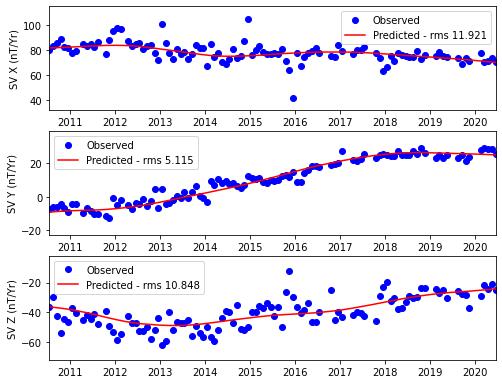 100
80
60
40
SV X (nT/Yr)
Observed
Predicted - rms 11.921
2011 2012 2013 2014 2015 2016 2017 2018 2019 2020
20
0
−20
SV Y (nT/Yr)
Observed
Predicted - rms 5.115
2011 2012 2013 2014 2015 2016 2017 2018 2019 2020
−20
−40
−60
SV Z (nT/Yr)
Observed
Predicted - rms 10.848
2011 2012 2013 2014 2015 2016 2017 2018 2019 2020